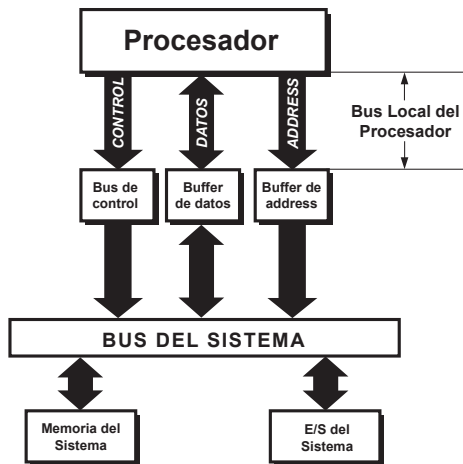 Procesador
CONTROL
DATOS
ADDRESS
Bus Local del
Procesador
Bus de
control
Buffer
de datos
Buffer de
address
BUS DEL SISTEMA
Memoria del
Sistema
E/S del
Sistema